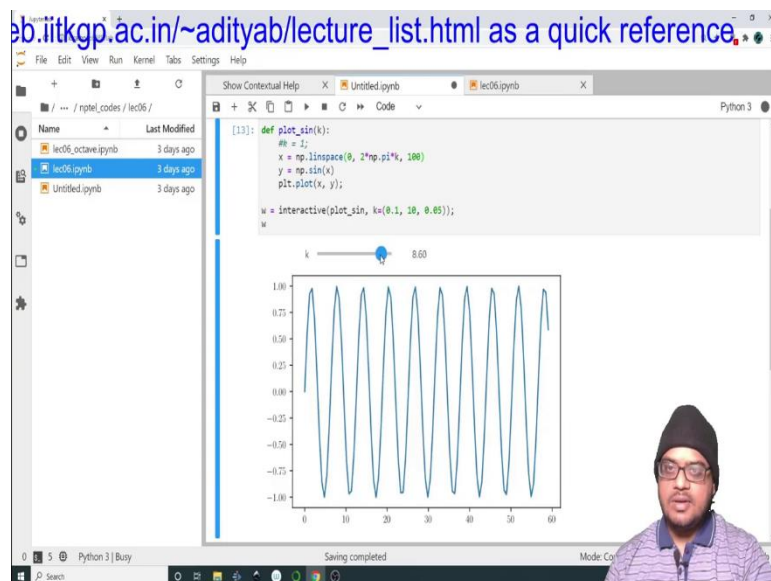 eb.iitkgp.ac.in/~adityab/lecture_list.html as a quick reference
File Edit View Run Kernel Tabs Settings Help
Show Contextual Help X Untitled.ipynb lec06.ipynb X
Code Python 3
/ ··· / nptel_codes / lec06 /
Name Last Modified
lec06_octave.ipynb 3 days ago
lec06.ipynb 3 days ago
Untitled.ipynb 3 days ago
[13]: def plot_sin(k):
#h = 1;
x = np.linspace(0, 2*np.pi*k, 100)
y = np.sin(x)
plt.plot(x, y);
w = interactive(plot_sin, k=(0.1, 10, 0.05));
w
k 8.60
1.00
0.75
0.50
0.25
0.00
−0.25
−0.50
−0.75
−1.00
0 10 20 30 40 50 60
0 5 Python 3 | Busy Saving completed Mode:
Search